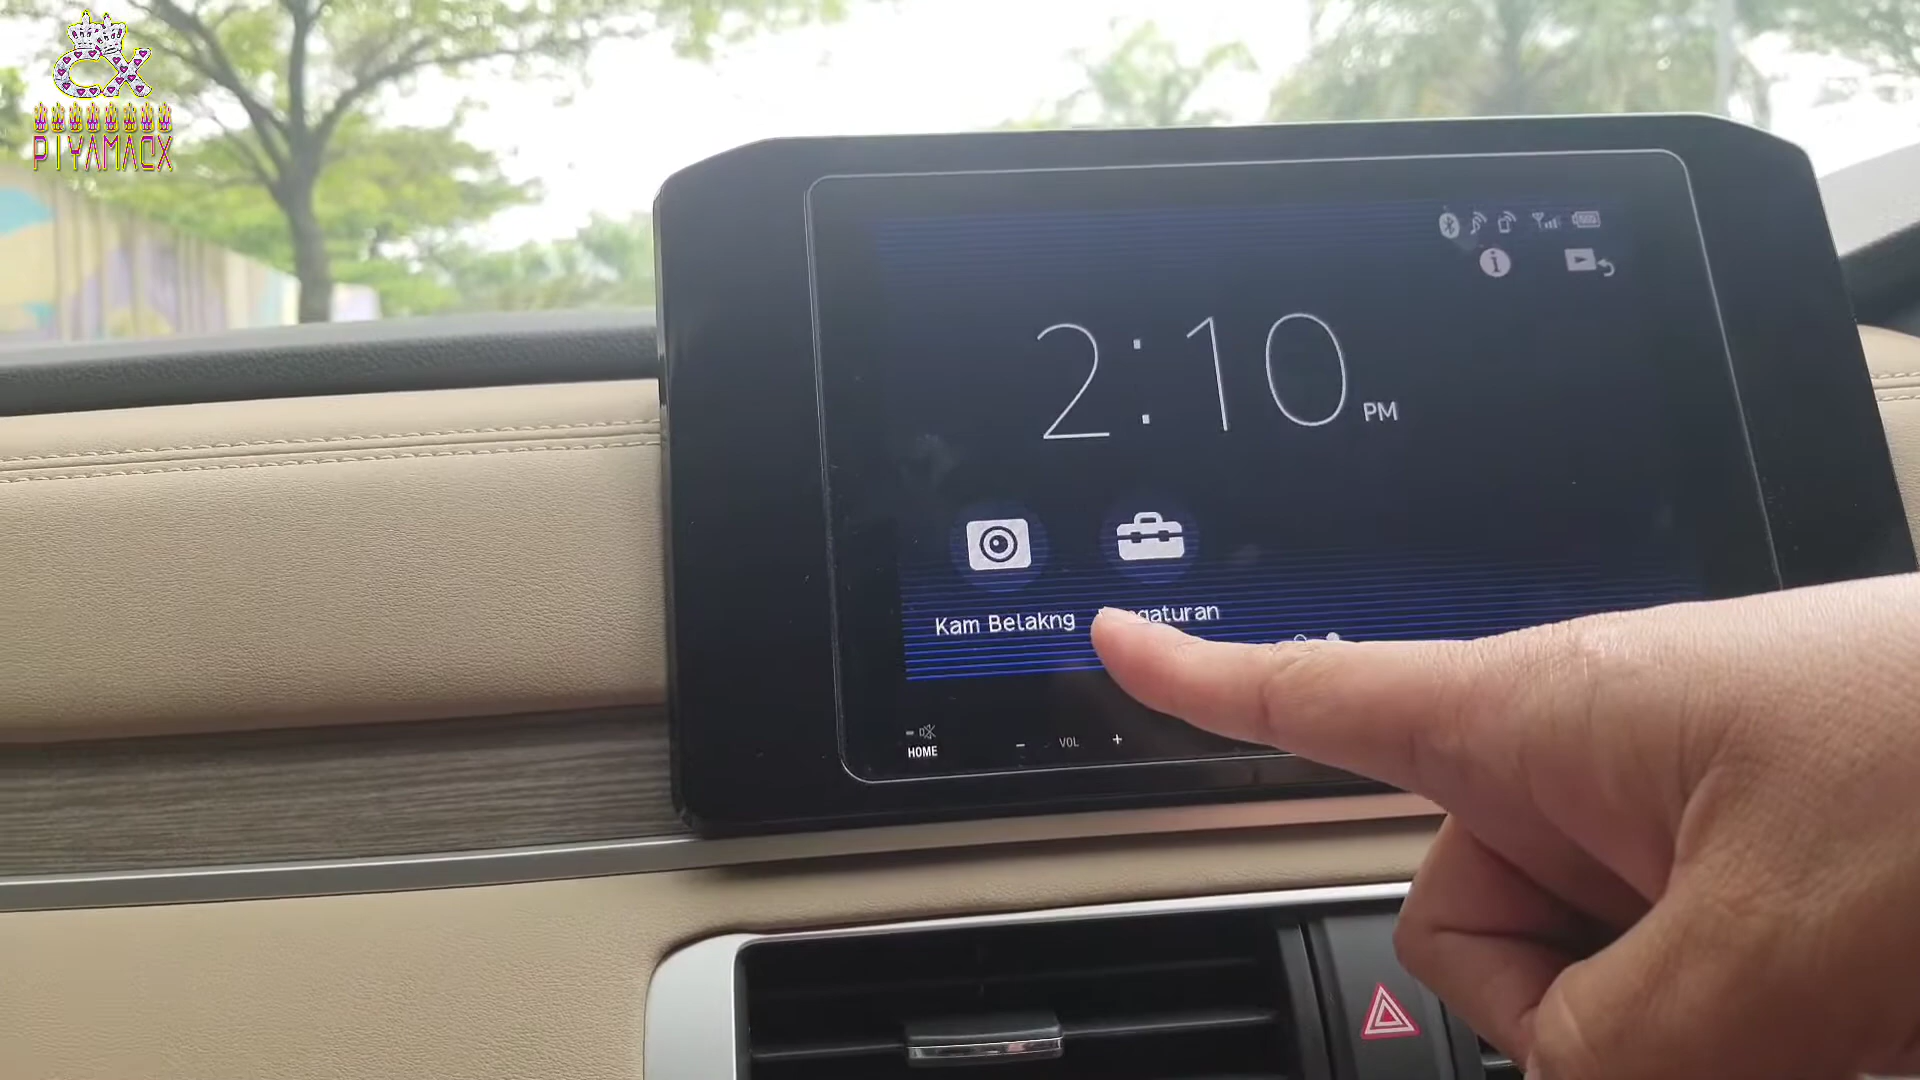 PIYAMACX
2:10 PM
Kam Belakng
HOME
- VOL +